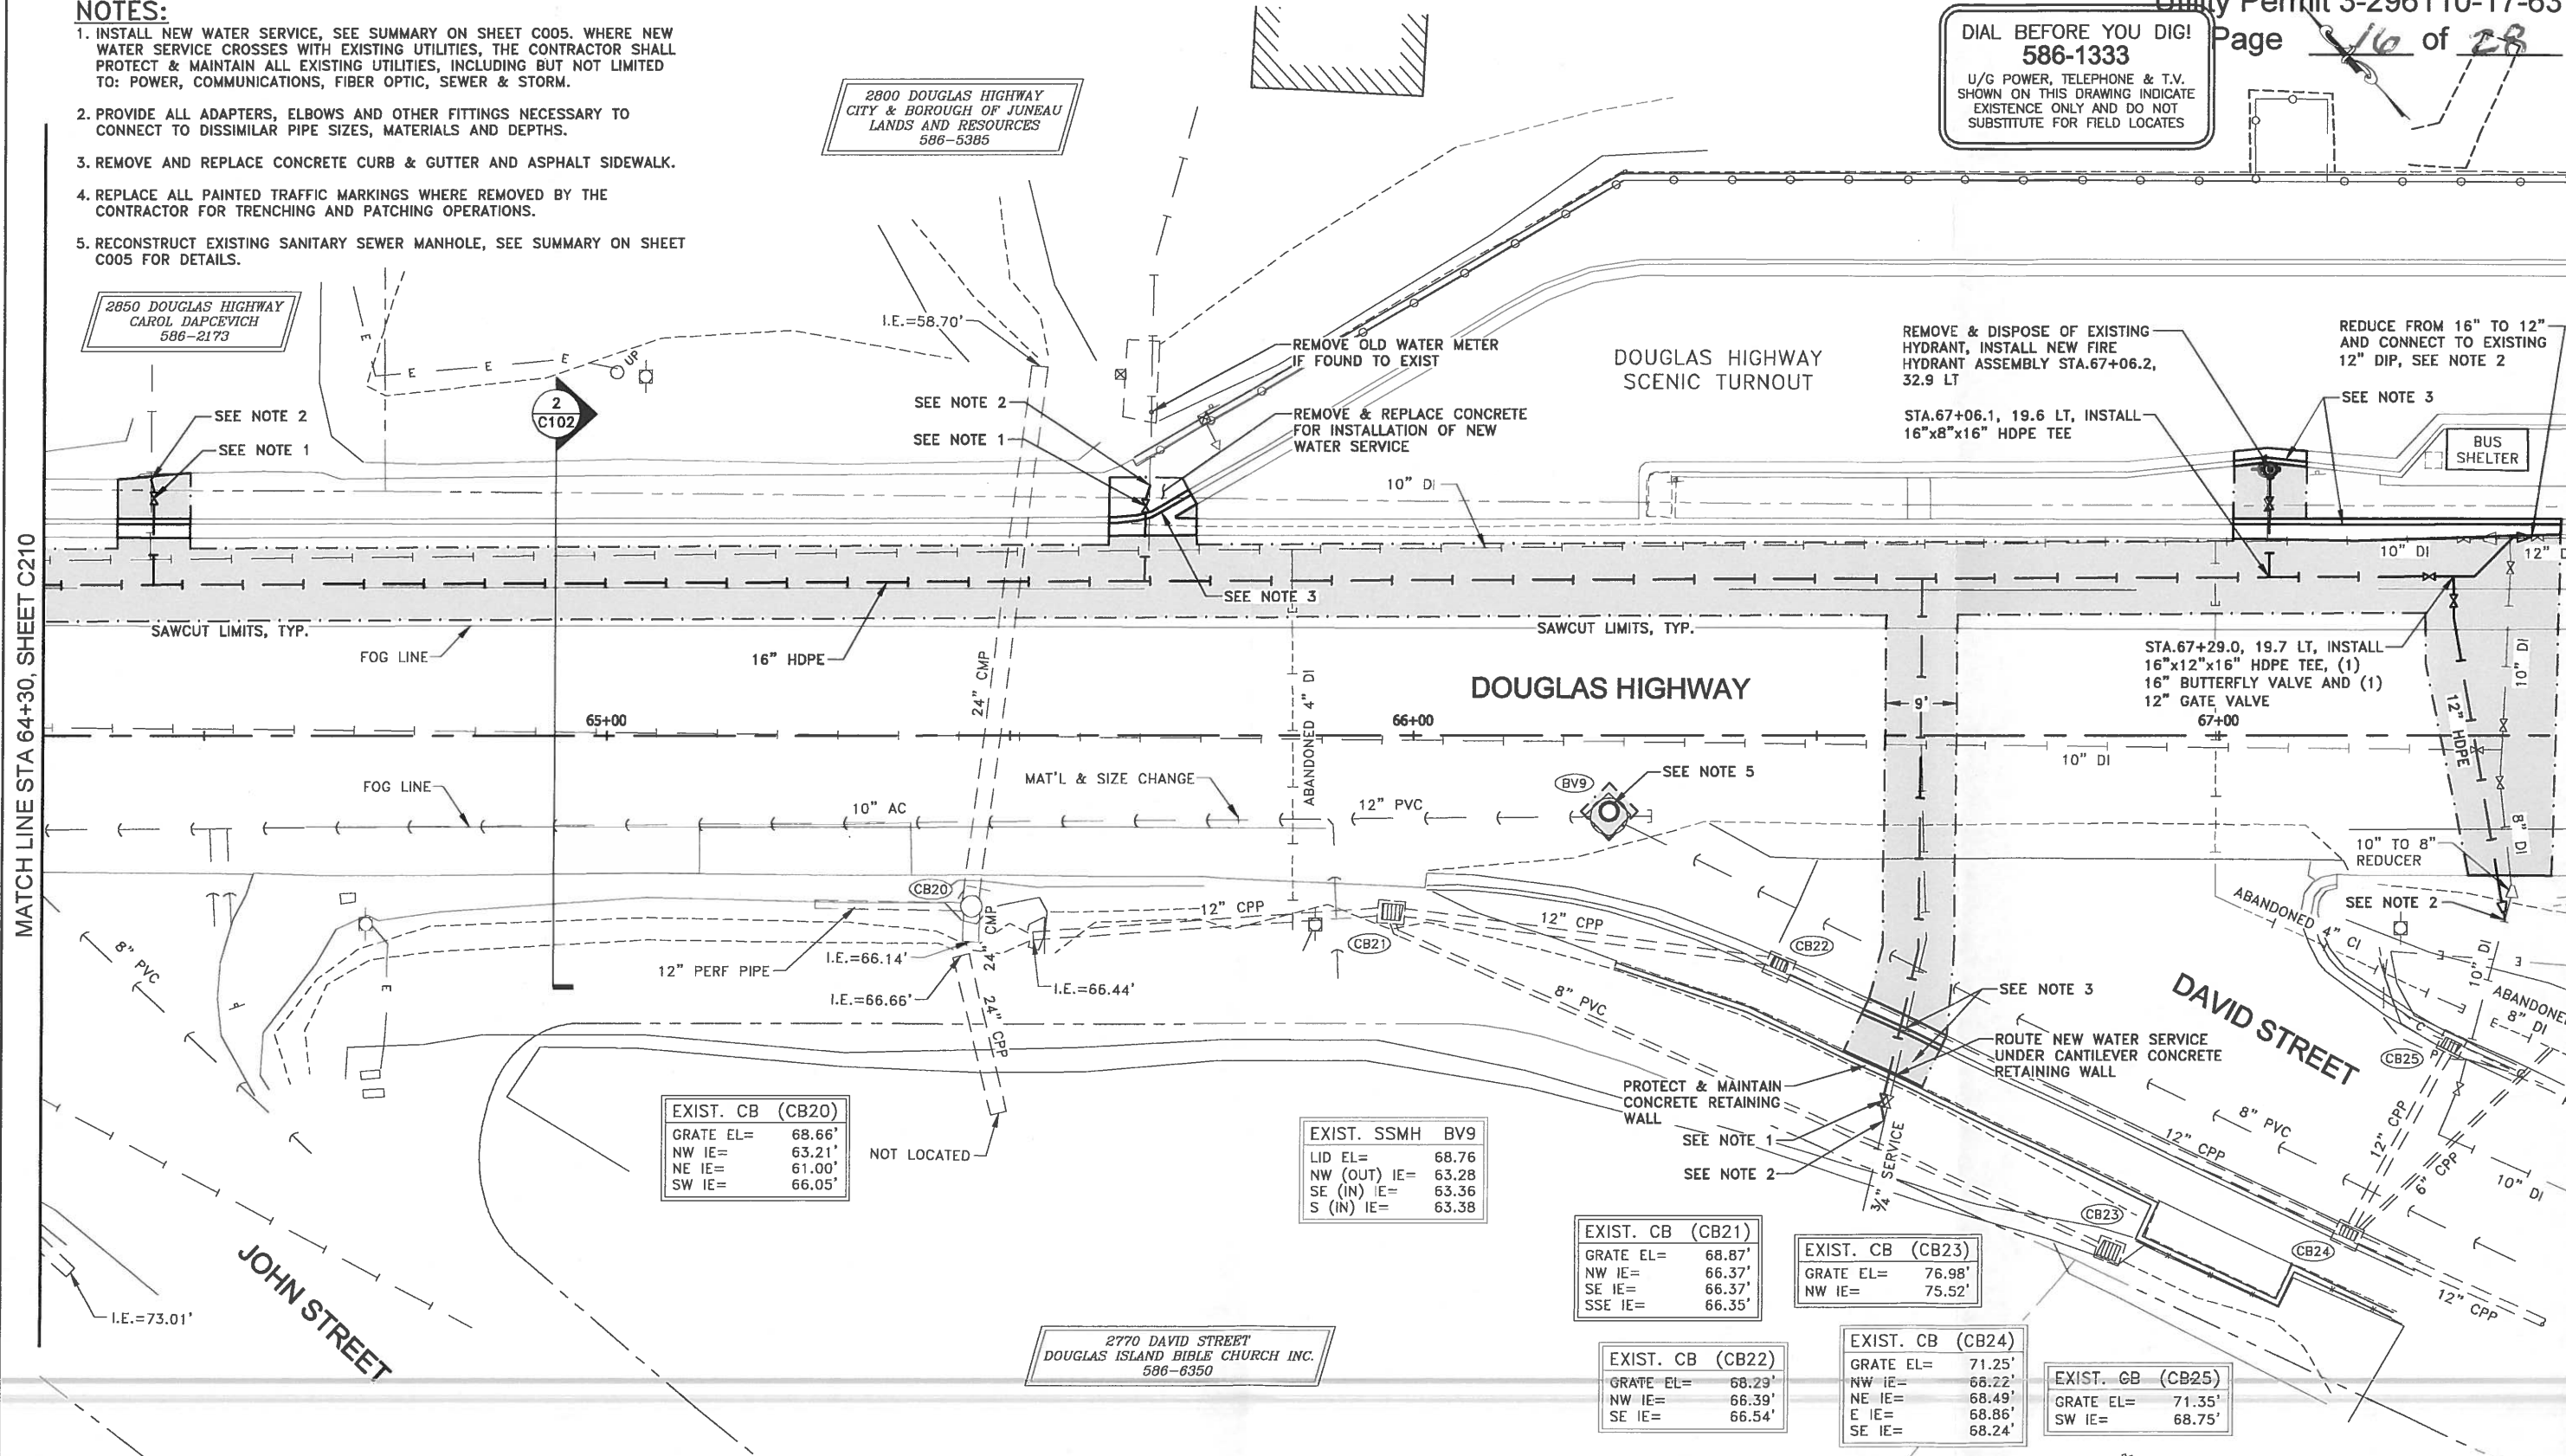 Utility Permit 3-296110-17-63
Page 16 of 28
DIAL BEFORE YOU DIG!
586-1333
U/G POWER, TELEPHONE & T.V.
SHOWN ON THIS DRAWING INDICATE
EXISTENCE ONLY AND DO NOT
SUBSTITUTE FOR FIELD LOCATES
NOTES:
1. INSTALL NEW WATER SERVICE, SEE SUMMARY ON SHEET C005. WHERE NEW
WATER SERVICE CROSSES WITH EXISTING UTILITIES, THE CONTRACTOR SHALL
PROTECT & MAINTAIN ALL EXISTING UTILITIES, INCLUDING BUT NOT LIMITED
TO: POWER, COMMUNICATIONS, FIBER OPTIC, SEWER & STORM.
2. PROVIDE ALL ADAPTERS, ELBOWS AND OTHER FITTINGS NECESSARY TO
CONNECT TO DISSIMILAR PIPE SIZES, MATERIALS AND DEPTHS.
3. REMOVE AND REPLACE CONCRETE CURB & GUTTER AND ASPHALT SIDEWALK.
4. REPLACE ALL PAINTED TRAFFIC MARKINGS WHERE REMOVED BY THE
CONTRACTOR FOR TRENCHING AND PATCHING OPERATIONS.
5. RECONSTRUCT EXISTING SANITARY SEWER MANHOLE, SEE SUMMARY ON SHEET
C005 FOR DETAILS.
2800 DOUGLAS HIGHWAY
CITY & BOROUGH OF JUNEAU
LANDS AND RESOURCES
586-5385
2850 DOUGLAS HIGHWAY
CAROL DAPCEVICH
586-2173
E
E
E
E
UP
2
C102
SEE NOTE 2
SEE NOTE 1
I.E.=58.70'
SEE NOTE 2
SEE NOTE 1
REMOVE OLD WATER METER
IF FOUND TO EXIST
REMOVE & REPLACE CONCRETE
FOR INSTALLATION OF NEW
WATER SERVICE
10" DI
DOUGLAS HIGHWAY
SCENIC TURNOUT
REMOVE & DISPOSE OF EXISTING
HYDRANT, INSTALL NEW FIRE
HYDRANT ASSEMBLY STA.67+06.2,
32.9 LT
STA.67+06.1, 19.6 LT, INSTALL
16"x8"x16" HDPE TEE
REDUCE FROM 16" TO 12"
AND CONNECT TO EXISTING
12" DIP, SEE NOTE 2
SEE NOTE 3
BUS
SHELTER
10" DI
12" D
MATCH LINE STA 64+30, SHEET C210
SEE NOTE 3
SAWCUT LIMITS, TYP.
FOG LINE
16" HDPE
24" CMP
ABANDONED 4" DI
SAWCUT LIMITS, TYP.
DOUGLAS HIGHWAY
9'
STA.67+29.0, 19.7 LT, INSTALL
16"x12"x16" HDPE TEE, (1)
16" BUTTERFLY VALVE AND (1)
12" GATE VALVE
10" DI
12" HDPE
8" DI
65+00
66+00
67+00
10" DI
FOG LINE
10" AC
MAT'L & SIZE CHANGE
12" PVC
BV9
SEE NOTE 5
10" TO 8"
REDUCER
SEE NOTE 2
ABANDONED 4" CI
10" DI
ABANDONE
8" DI
E
CB20
12" PERF PIPE
I.E.=66.14'
I.E.=66.66'
24" CMP
24" CPP
I.E.=66.44'
12" CPP
CB21
12" CPP
CB22
8" PVC
8" PVC
E
NOT LOCATED
SEE NOTE 3
ROUTE NEW WATER SERVICE
UNDER CANTILEVER CONCRETE
RETAINING WALL
PROTECT & MAINTAIN
CONCRETE RETAINING
WALL
SEE NOTE 1
SEE NOTE 2
3/4" SERVICE
DAVID STREET
CB25
8" PVC
12" CPP
12" CPP
6" CPP
10" DI
CB23
CB24
12" CPP
JOHN STREET
I.E.=73.01'
EXIST. CB (CB20)
GRATE EL= 68.66'
NW IE= 63.21'
NE IE= 61.00'
SW IE= 66.05'
EXIST. SSMH BV9
LID EL= 68.76
NW (OUT) IE= 63.28
SE (IN) IE= 63.36
S (IN) IE= 63.38
EXIST. CB (CB21)
GRATE EL= 68.87'
NW IE= 66.37'
SE IE= 66.37'
SSE IE= 66.35'
EXIST. CB (CB23)
GRATE EL= 76.98'
NW IE= 75.52'
2770 DAVID STREET
DOUGLAS ISLAND BIBLE CHURCH INC.
586-6350
EXIST. CB (CB22)
GRATE EL= 68.29'
NW IE= 66.39'
SE IE= 66.54'
EXIST. CB (CB24)
GRATE EL= 71.25'
NW IE= 68.22'
NE IE= 68.49'
E IE= 68.86'
SE IE= 68.24'
EXIST. CB (CB25)
GRATE EL= 71.35'
SW IE= 68.75'